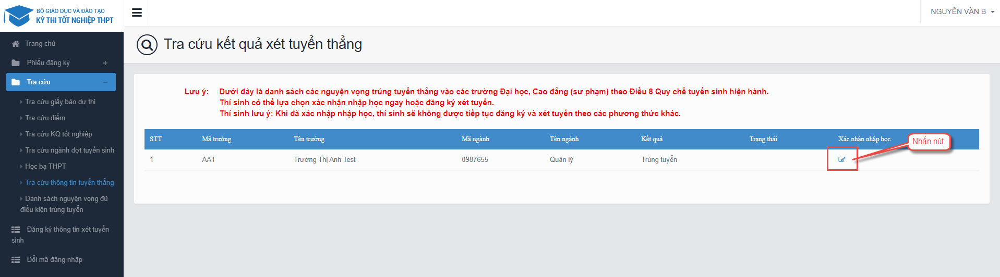 BỘ GIÁO DỤC VÀ ĐÀO TẠO
KỲ THI TỐT NGHIỆP THPT
NGUYỄN VĂN B
Trang chủ
Phiếu đăng ký
Tra cứu
Tra cứu giấy báo dự thi
Tra cứu điểm
Tra cứu KQ tốt nghiệp
Tra cứu ngành đợt tuyển sinh
Học bạ THPT
Tra cứu thông tin tuyển thẳng
Danh sách nguyện vọng đủ
điều kiện trúng tuyển
Đăng ký thông tin xét tuyển
sinh
Đổi mã đăng nhập
Tra cứu kết quả xét tuyển thẳng
Lưu ý: Dưới đây là danh sách các nguyện vọng trúng tuyển thẳng vào các trường Đại học, Cao đẳng (sư phạm) theo Điều 8 Quy chế tuyển sinh hiện hành.
Thí sinh có thể lựa chọn xác nhận nhập học ngay hoặc đăng ký xét tuyển.
Thí sinh lưu ý: Khi đã xác nhập nhập học, thí sinh sẽ không được tiếp tục đăng ký và xét tuyển theo các phương thức khác.
STT Mã trường Tên trường Mã ngành Tên ngành Kết quả Trạng thái Xác nhận nhập học
Nhấn nút
1 AA1 Trường Thị Anh Test 0987655 Quản lý Trúng tuyển